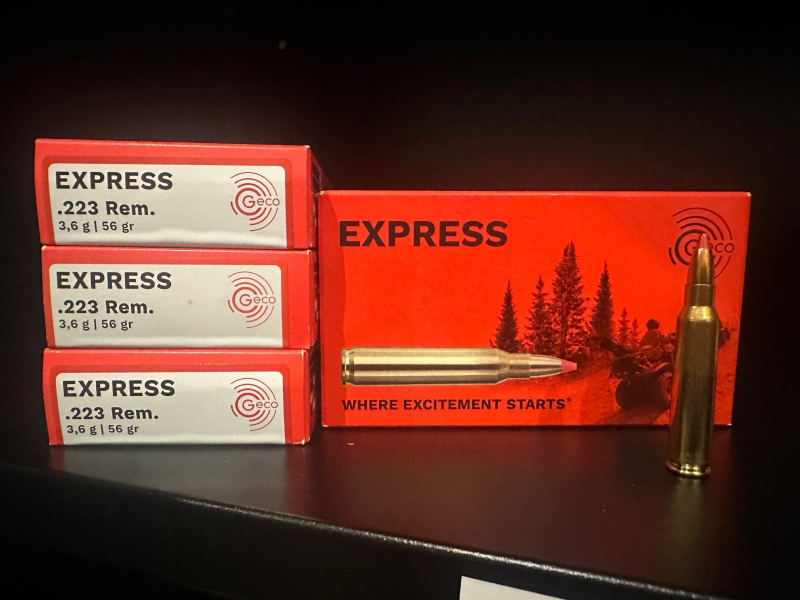 EXPRESS
.223 Rem.
3,6 g | 56 gr
Geco
EXPRESS
.223 Rem.
3,6 g | 56 gr
Geco
EXPRESS
.223 Rem.
3,6 g | 56 gr
Geco
EXPRESS
Geco
WHERE EXCITEMENT STARTS*